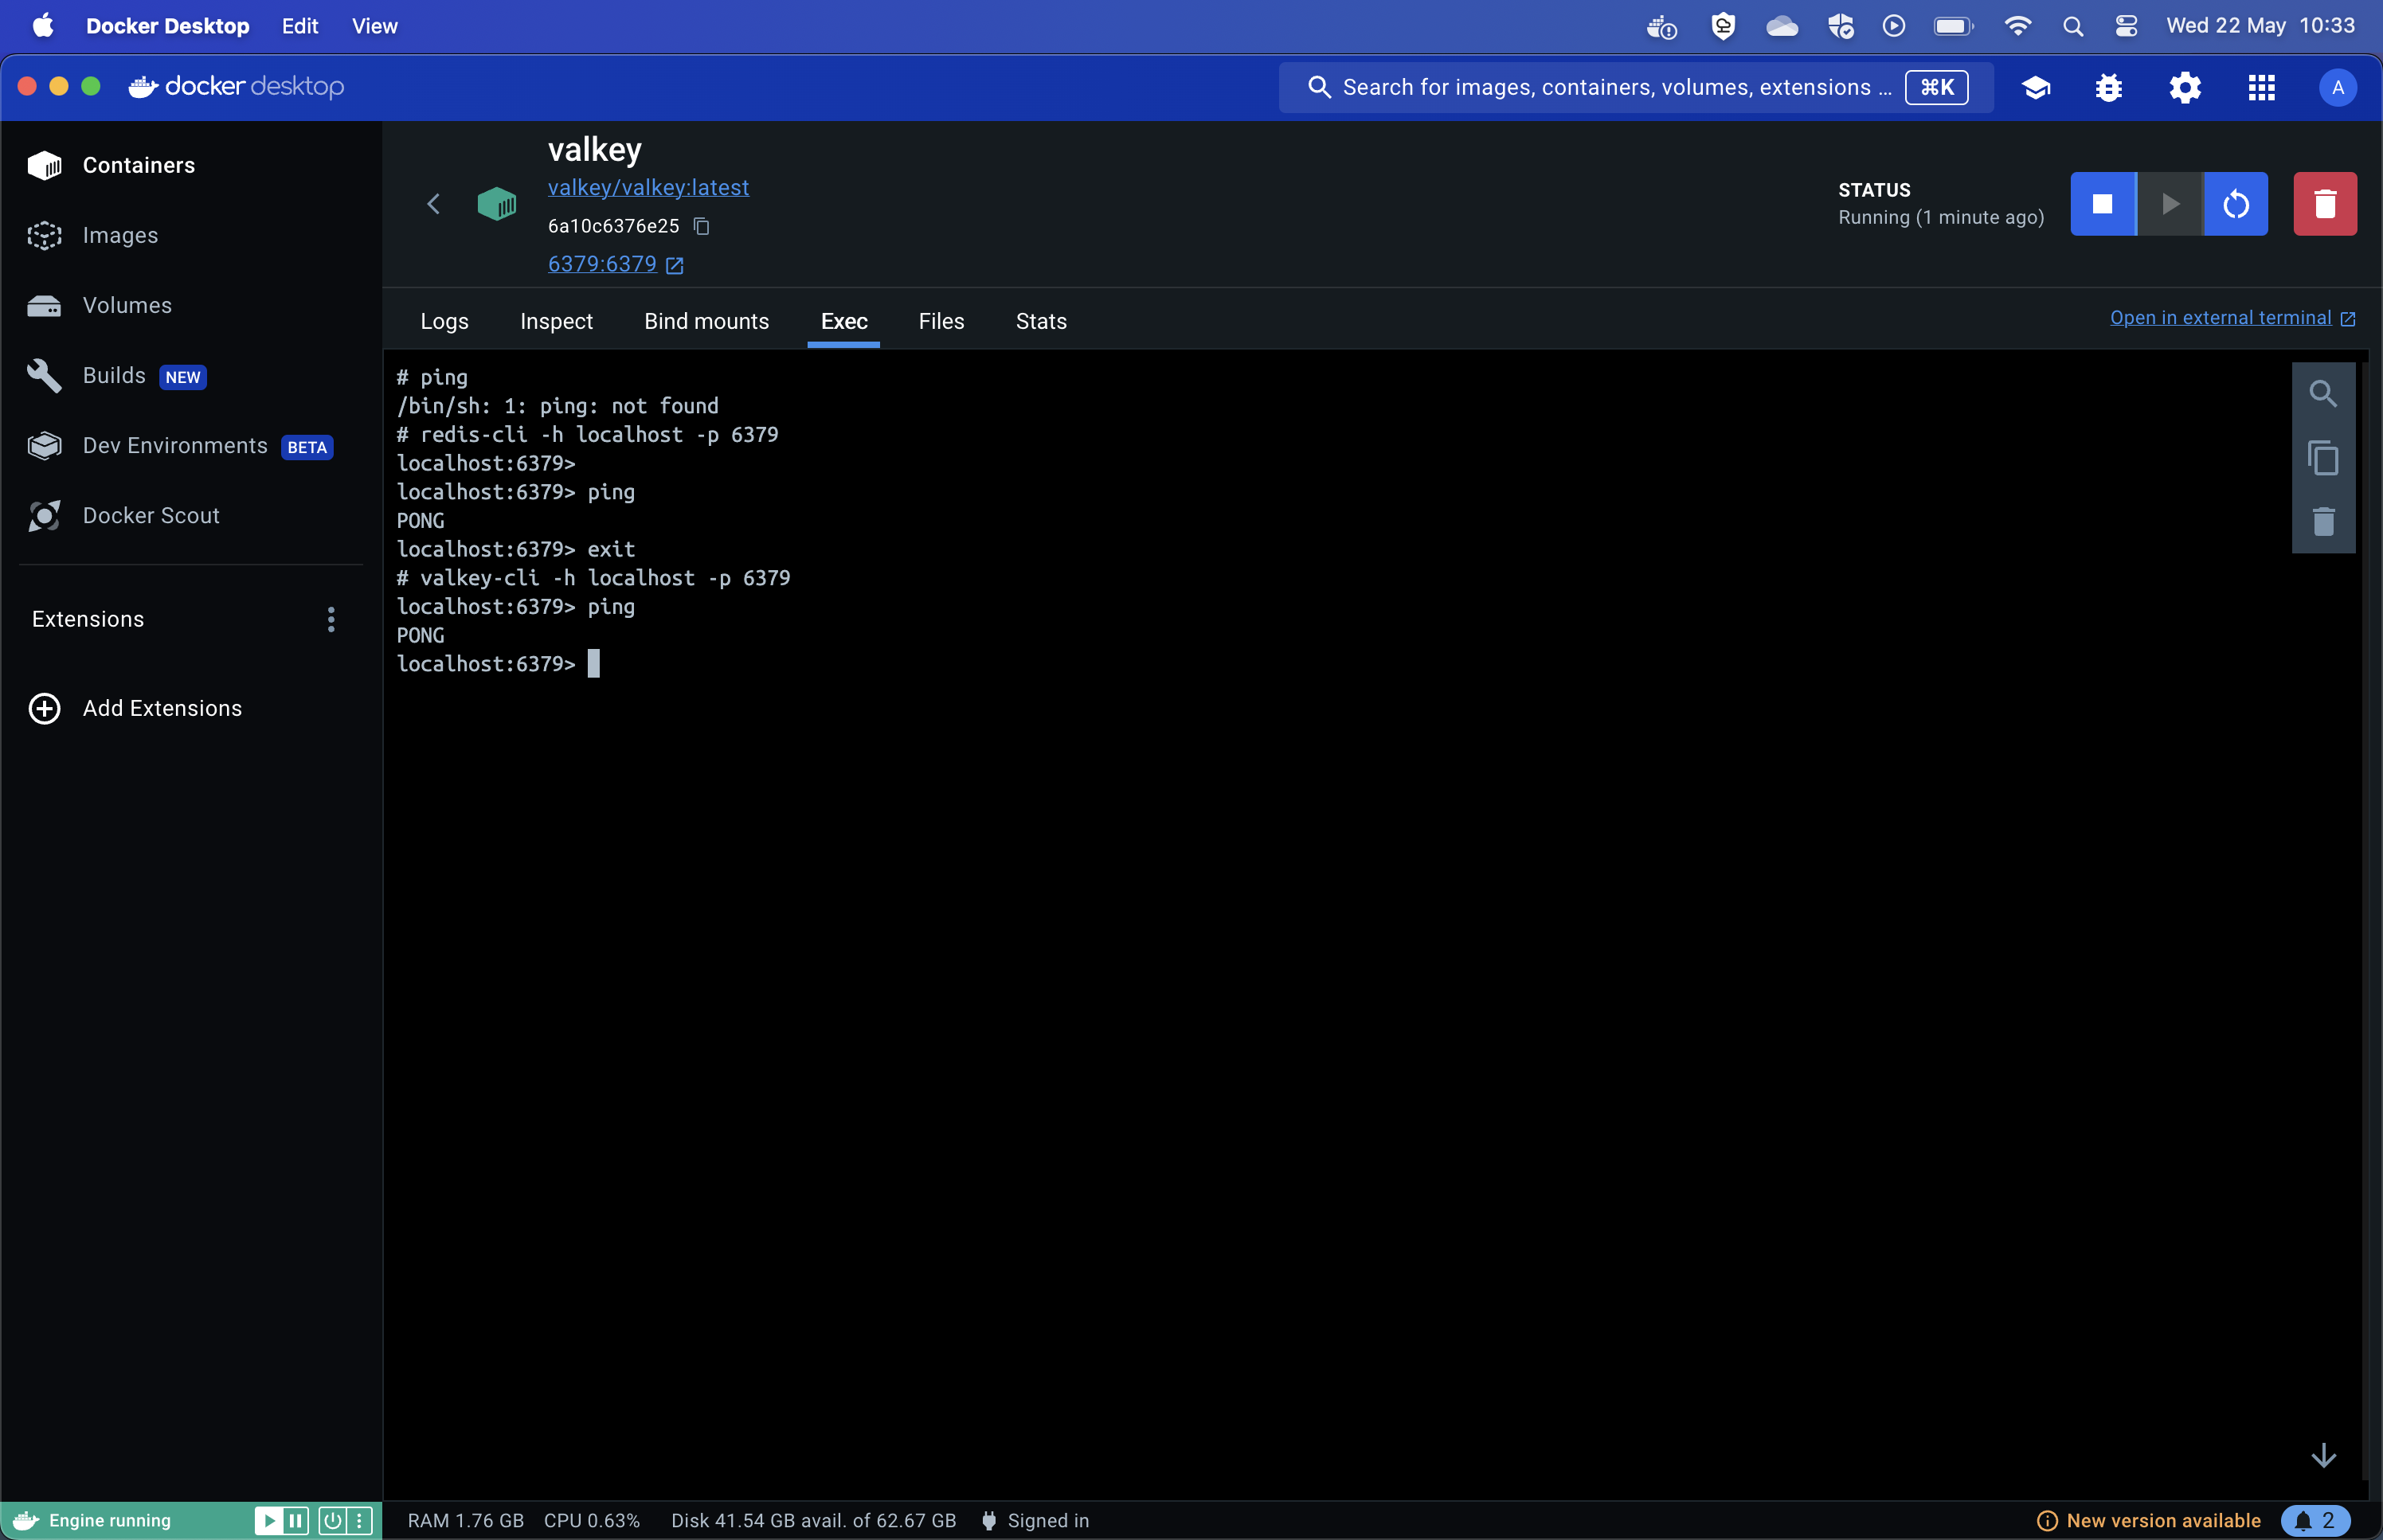 Docker Desktop Edit View
Wed 22 May 10:33
docker desktop
Search for images, containers, volumes, extensions ... ⌘K
A
Containers
Images
Volumes
Builds NEW
Dev Environments BETA
Docker Scout
Extensions
Add Extensions
valkey
valkey/valkey:latest
6a10c6376e25
6379:6379
STATUS
Running (1 minute ago)
Logs Inspect Bind mounts Exec Files Stats
Open in external terminal
# ping
/bin/sh: 1: ping: not found
# redis-cli -h localhost -p 6379
localhost:6379>
localhost:6379> ping
PONG
localhost:6379> exit
# valkey-cli -h localhost -p 6379
localhost:6379> ping
PONG
localhost:6379>
Engine running
RAM 1.76 GB CPU 0.63% Disk 41.54 GB avail. of 62.67 GB Signed in
New version available 2